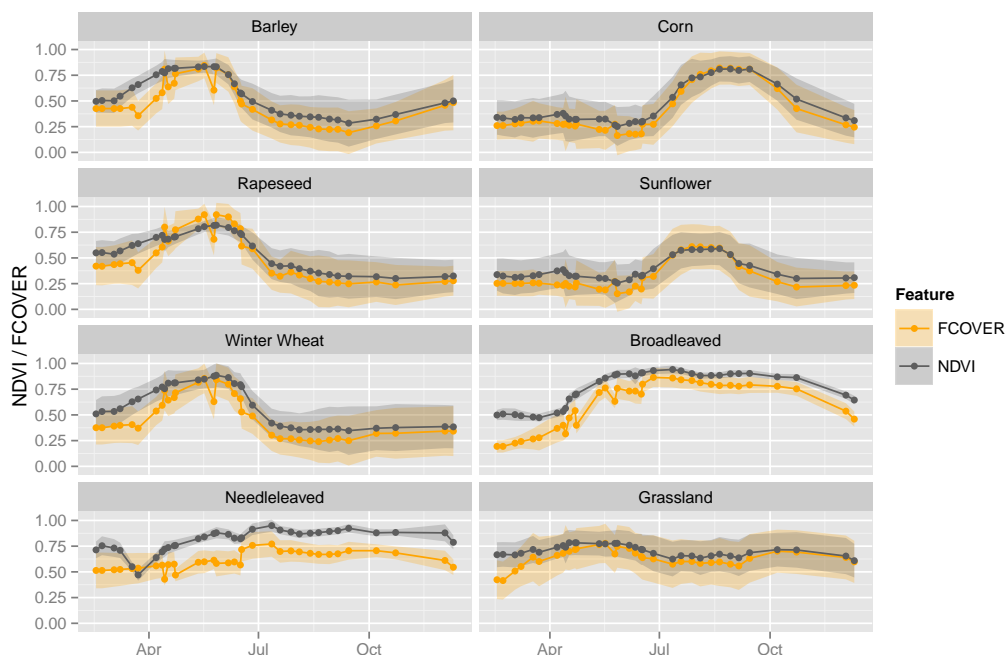 Barley
Corn
1.00
0.75
0.50
0.25
0.00
Rapeseed
Sunflower
1.00
0.75
0.50
0.25
0.00
Winter Wheat
Broadleaved
1.00
0.75
0.50
0.25
0.00
Needleleaved
Grassland
1.00
0.75
0.50
0.25
0.00
Apr Jul Oct Apr Jul Oct
NDVI / FCOVER
Feature
FCOVER
NDVI